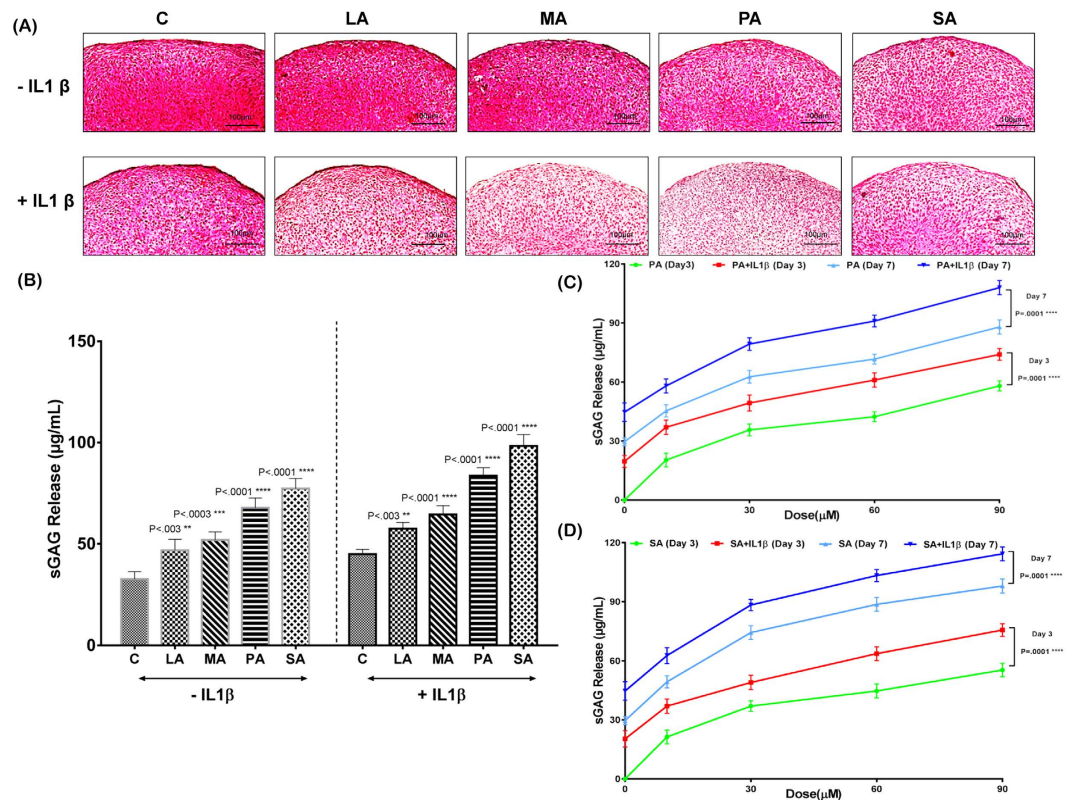 (A)
C LA MA PA SA
- IL1 β
100μm 100μm 100μm 100μm 100μm
+ IL1 β
100μm 100μm 100μm 100μm 100μm
(B)
sGAG Release (μg/mL)
150
100
50
0
P<.003 ** P<.0003 *** P<.0001 **** P<.0001 ****
P<.003 ** P<.0001 **** P<.0001 **** P<.0001 ****
C LA MA PA SA C LA MA PA SA
- IL1β + IL1β
(C)
PA (Day3) PA+IL1β (Day 3) PA (Day 7) PA+IL1β (Day 7)
sGAG Release (μg/mL)
120
90
60
30
0
Day 7
P=.0001 ****
Day 3
P=.0001 ****
0 30 60 90
Dose(μM)
(D)
SA (Day 3) SA+IL1β (Day 3) SA (Day 7) SA+IL1β (Day 7)
sGAG Release (μg/mL)
120
90
60
30
0
Day 7
P=.0001 ****
Day 3
P=.0001 ****
0 30 60 90
Dose(μM)